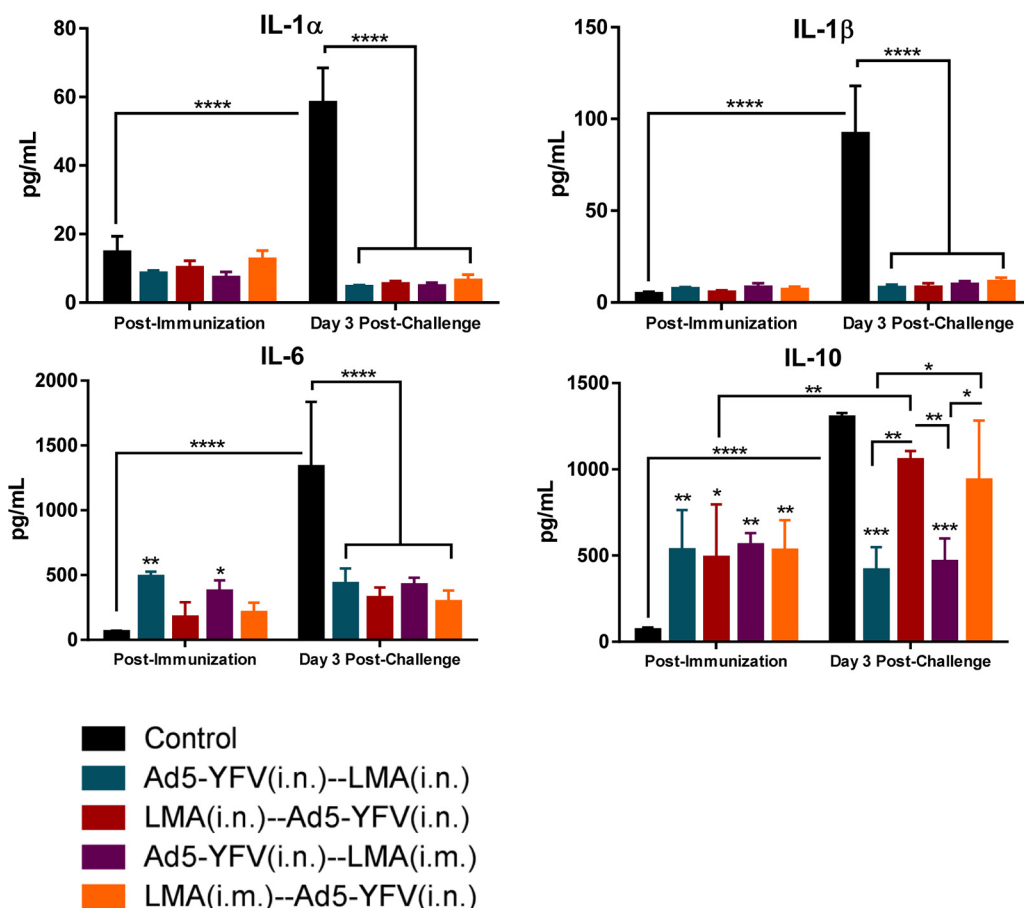 IL-1α
80
60
40
20
0
pg/mL
****
****
Post-Immunization
Day 3 Post-Challenge
IL-1β
150
100
50
0
pg/mL
****
****
Post-Immunization
Day 3 Post-Challenge
IL-6
2000
1500
1000
500
0
pg/mL
****
****
**
*
Post-Immunization
Day 3 Post-Challenge
IL-10
1500
1000
500
0
pg/mL
*
**
*
**
**
****
**
*
**
**
***
***
Post-Immunization
Day 3 Post-Challenge
Control
Ad5-YFV(i.n.)--LMA(i.n.)
LMA(i.n.)--Ad5-YFV(i.n.)
Ad5-YFV(i.n.)--LMA(i.m.)
LMA(i.m.)--Ad5-YFV(i.n.)